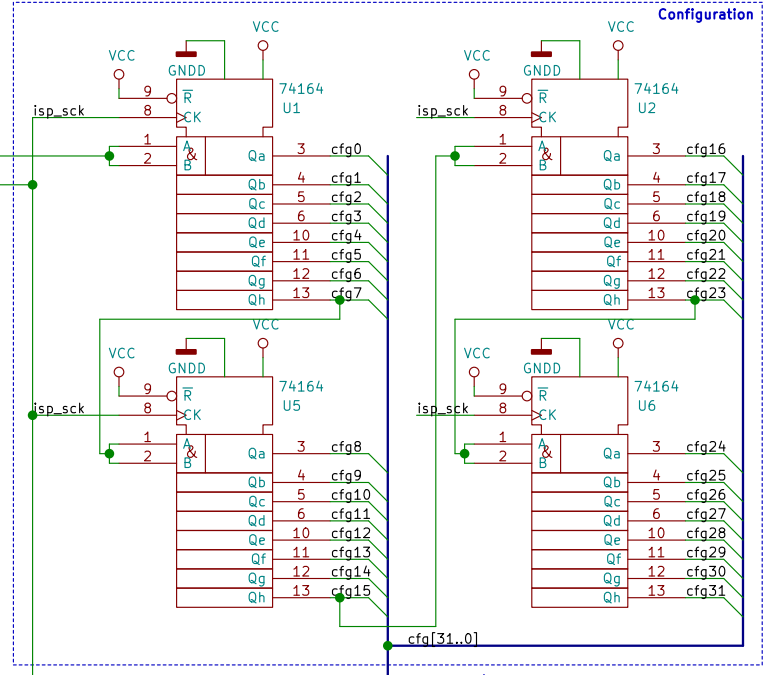 Configuration
VCC
VCC
GNDD
74164
U1
isp_sck
9
R
8
CK
1
A
&
2
B
Qa
3
cfg0
Qb
4
cfg1
Qc
5
cfg2
Qd
6
cfg3
Qe
10
cfg4
Qf
11
cfg5
Qg
12
cfg6
Qh
13
cfg7
VCC
VCC
GNDD
74164
U2
isp_sck
9
R
8
CK
1
A
&
2
B
Qa
3
cfg16
Qb
4
cfg17
Qc
5
cfg18
Qd
6
cfg19
Qe
10
cfg20
Qf
11
cfg21
Qg
12
cfg22
Qh
13
cfg23
VCC
VCC
GNDD
74164
U5
isp_sck
9
R
8
CK
1
A
&
2
B
Qa
3
cfg8
Qb
4
cfg9
Qc
5
cfg10
Qd
6
cfg11
Qe
10
cfg12
Qf
11
cfg13
Qg
12
cfg14
Qh
13
cfg15
VCC
VCC
GNDD
74164
U6
isp_sck
9
R
8
CK
1
A
&
2
B
Qa
3
cfg24
Qb
4
cfg25
Qc
5
cfg26
Qd
6
cfg27
Qe
10
cfg28
Qf
11
cfg29
Qg
12
cfg30
Qh
13
cfg31
cfg[31..0]